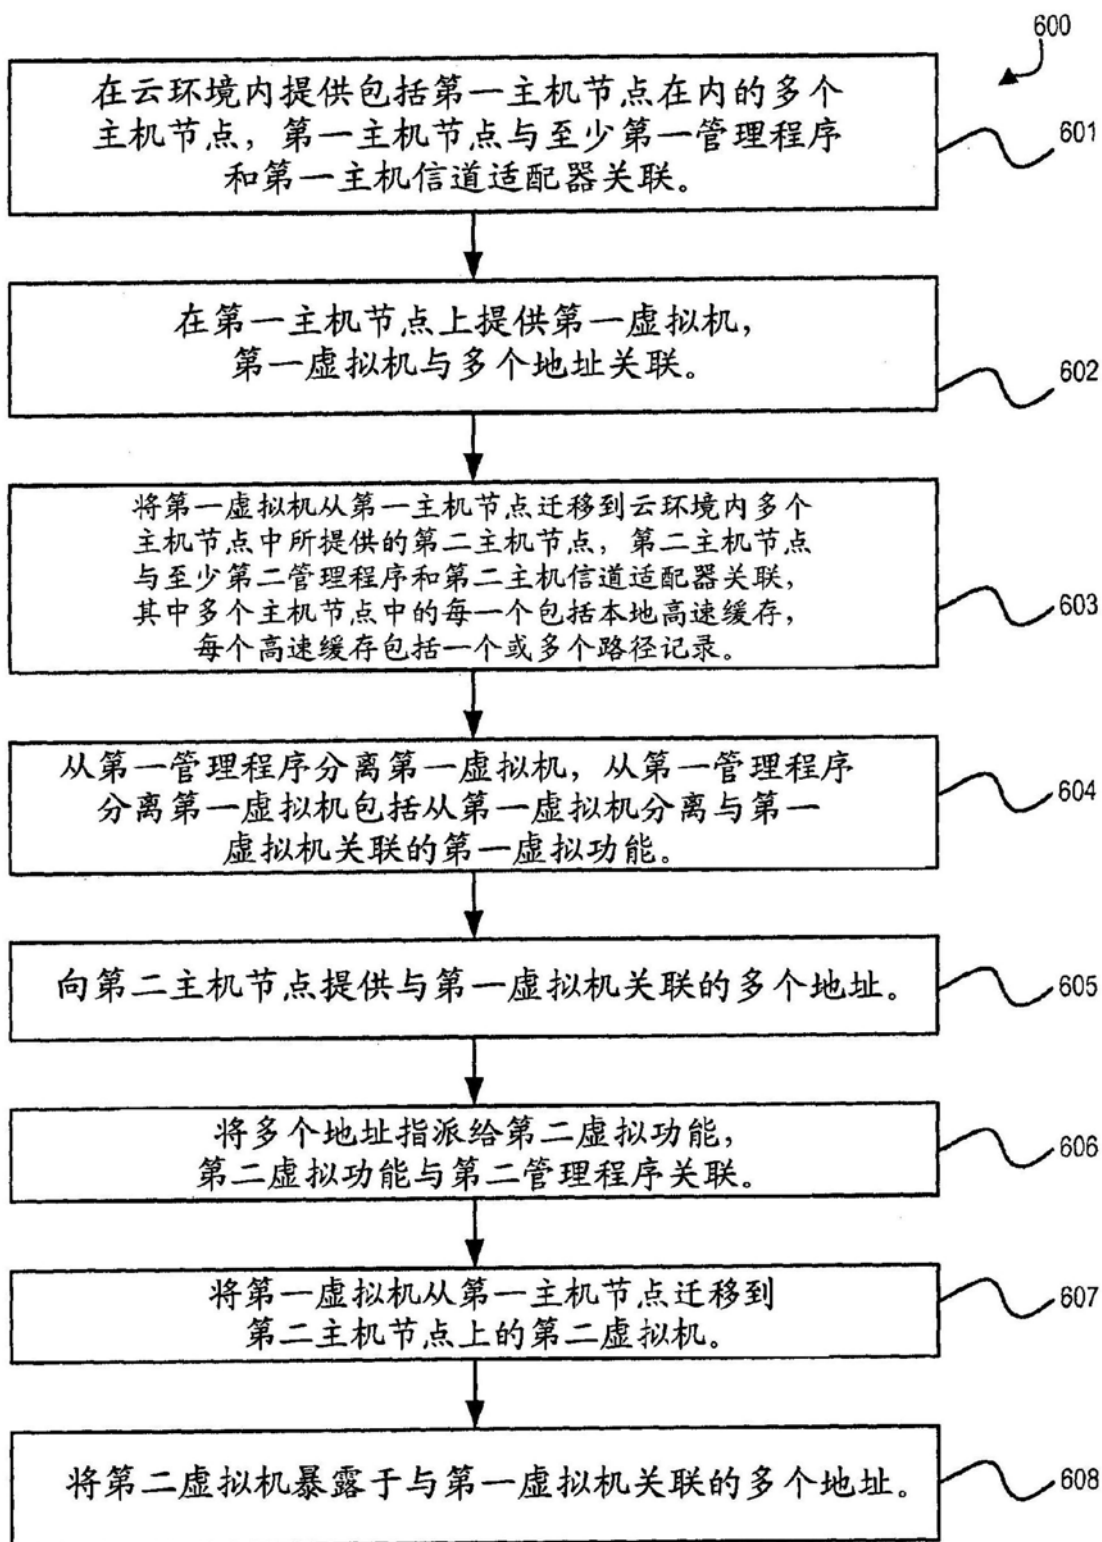 600
在云环境内提供包括第一主机节点在内的多个
主机节点，第一主机节点与至少第一管理程序
和第一主机信道适配器关联。
601
在第一主机节点上提供第一虚拟机，
第一虚拟机与多个地址关联。
602
将第一虚拟机从第一主机节点迁移到云环境内多个
主机节点中所提供的第二主机节点，第二主机节点
与至少第二管理程序和第二主机信道适配器关联，
其中多个主机节点中的每一个包括本地高速缓存，
每个高速缓存包括一个或多个路径记录。
603
从第一管理程序分离第一虚拟机，从第一管理程序
分离第一虚拟机包括从第一虚拟机分离与第一
虚拟机关联的第一虚拟功能。
604
向第二主机节点提供与第一虚拟机关联的多个地址。
605
将多个地址指派给第二虚拟功能，
第二虚拟功能与第二管理程序关联。
606
将第一虚拟机从第一主机节点迁移到
第二主机节点上的第二虚拟机。
607
将第二虚拟机暴露于与第一虚拟机关联的多个地址。
608